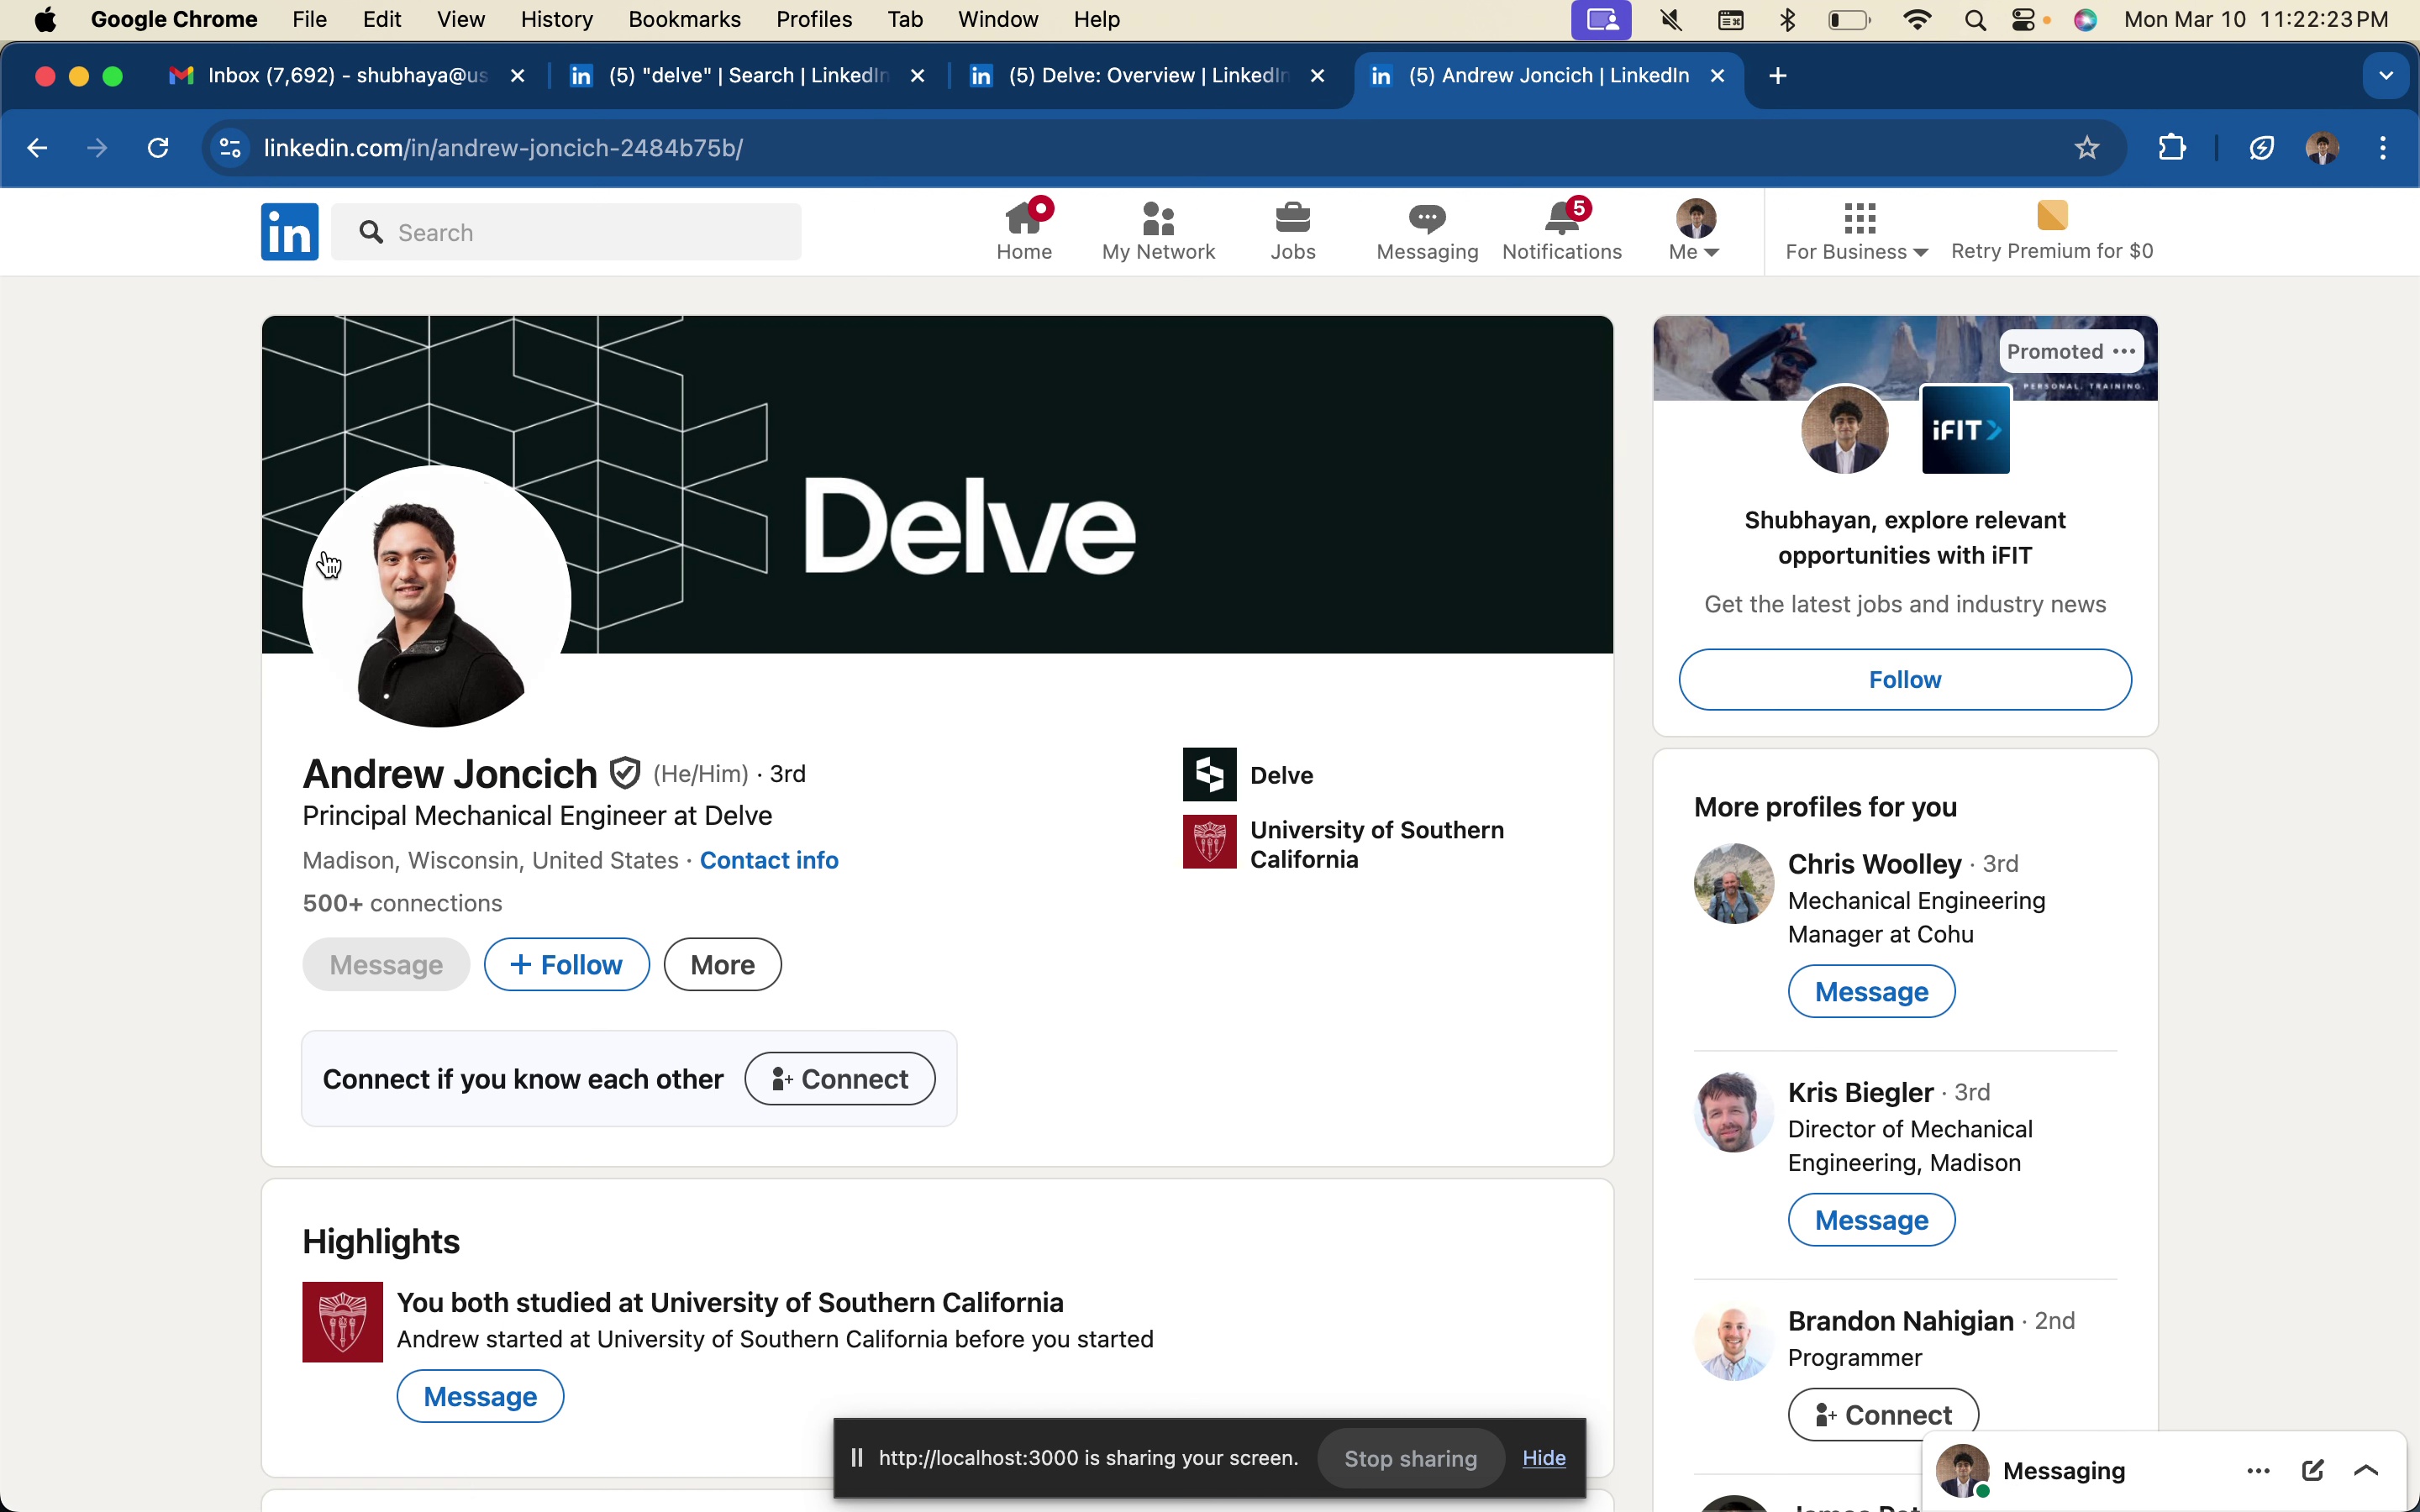 Google Chrome File Edit View History Bookmarks Profiles Tab Window Help Mon Mar 10 11:22:23 PM
Inbox (7,692) - shubhaya@us (5) "delve" | Search | LinkedIn (5) Delve: Overview | LinkedIn (5) Andrew Joncich | LinkedIn
linkedin.com/in/andrew-joncich-2484b75b/
in Search Home My Network Jobs Messaging 5 Notifications Me For Business Retry Premium for $0
Delve
Andrew Joncich (He/Him) · 3rd
Principal Mechanical Engineer at Delve
Madison, Wisconsin, United States · Contact info
500+ connections
Message + Follow More
Connect if you know each other Connect
Delve
University of Southern
California
Highlights
You both studied at University of Southern California
Andrew started at University of Southern California before you started
Message
Promoted
PERSONAL. TRAINING.
iFIT
Shubhayan, explore relevant
opportunities with iFIT
Get the latest jobs and industry news
Follow
More profiles for you
Chris Woolley · 3rd
Mechanical Engineering
Manager at Cohu
Message
Kris Biegler · 3rd
Director of Mechanical
Engineering, Madison
Message
Brandon Nahigian · 2nd
Programmer
Connect
http://localhost:3000 is sharing your screen. Stop sharing Hide
Messaging